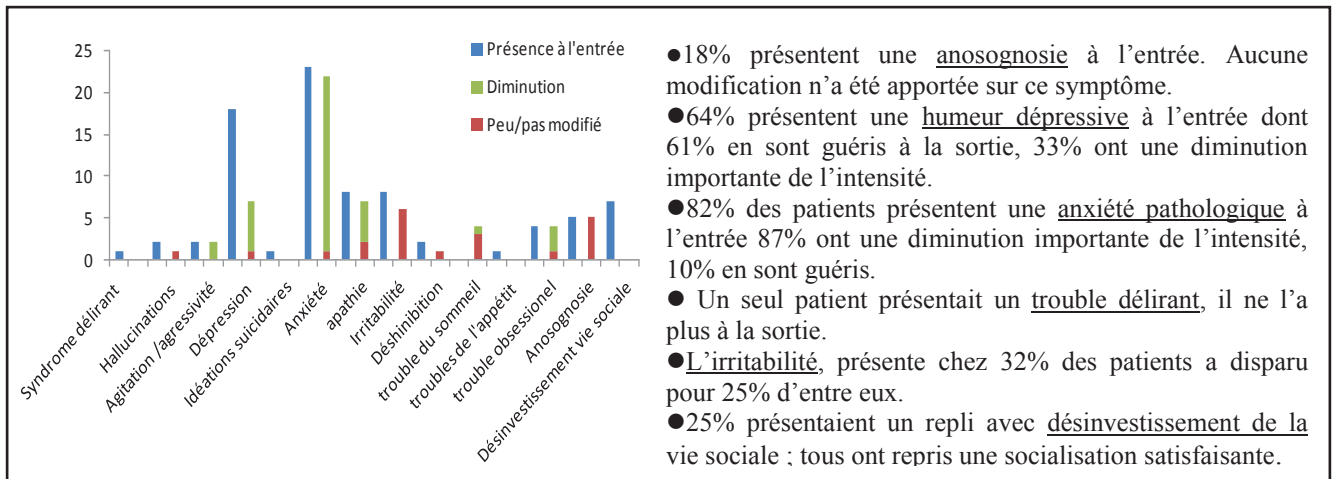 25
20
15
10
5
0
Présence à l'entrée
Diminution
Peu/pas modifié
Syndrome délirant
Hallucinations
Agitation /agressivité
Dépression
Idéations suicidaires
Anxiété
apathie
Irritabilité
Déshinibition
trouble du sommeil
troubles de l'appétit
trouble obsessionel
Anosognosie
Désinvestissement vie sociale
●18% présentent une anosognosie à l’entrée. Aucune
modification n’a été apportée sur ce symptôme.
●64% présentent une humeur dépressive à l’entrée dont
61% en sont guéris à la sortie, 33% ont une diminution
importante de l’intensité.
●82% des patients présentent une anxiété pathologique à
l’entrée 87% ont une diminution importante de l’intensité,
10% en sont guéris.
● Un seul patient présentait un trouble délirant, il ne l’a
plus à la sortie.
●L’irritabilité, présente chez 32% des patients a disparu
pour 25% d’entre eux.
●25% présentaient un repli avec désinvestissement de la
vie sociale ; tous ont repris une socialisation satisfaisante.